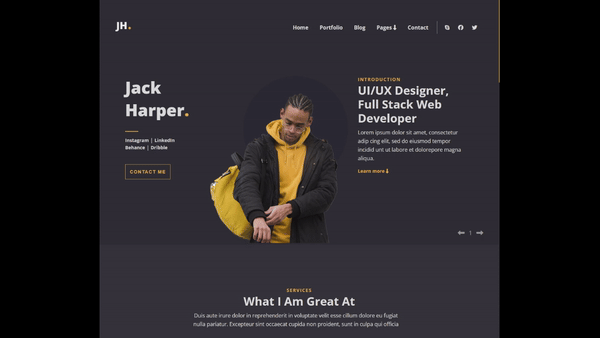 JH.
Home
Portfolio
Blog
Pages
Contact
Jack
Harper.
Instagram | LinkedIn
Behance | Dribble
CONTACT ME
INTRODUCTION
UI/UX Designer,
Full Stack Web
Developer
Lorem ipsum dolor sit amet, consectetur
adip cing elit, sed do eiusmod tempor
incidid unt ut labore et dolorepore magna
aliqua.
Learn more
1
SERVICES
What I Am Great At
Duis aute irure dolor in reprehenderit in voluptate velit esse cillum dolore eu fugiat
nulla pariatur. Excepteur sint occaecat cupida non proident, sunt in culpa qui officia